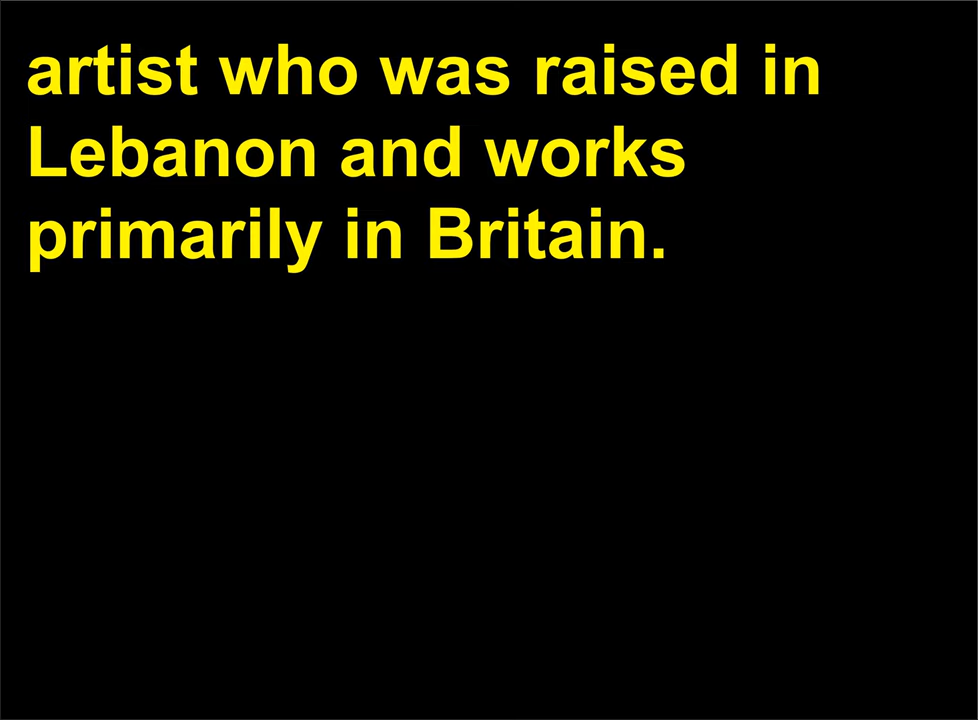 artist who was raised in
Lebanon and works
primarily in Britain.